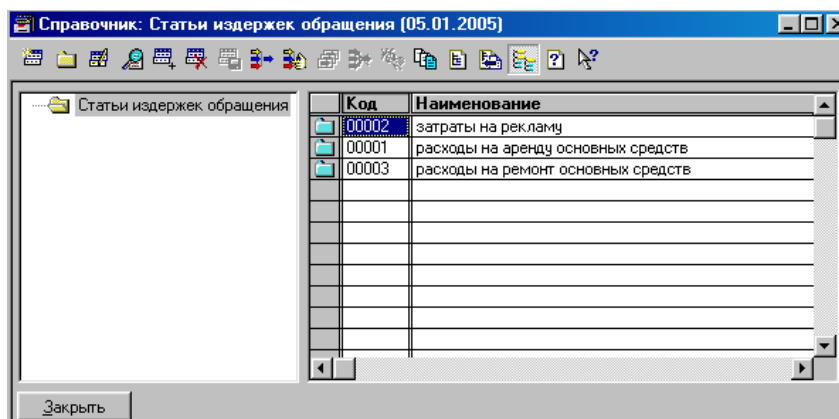 Справочник: Статьи издержек обращения (05.01.2005)
Статьи издержек обращения
Код Наименование
00002 затраты на рекламу
00001 расходы на аренду основных средств
00003 расходы на ремонт основных средств
Закрыть